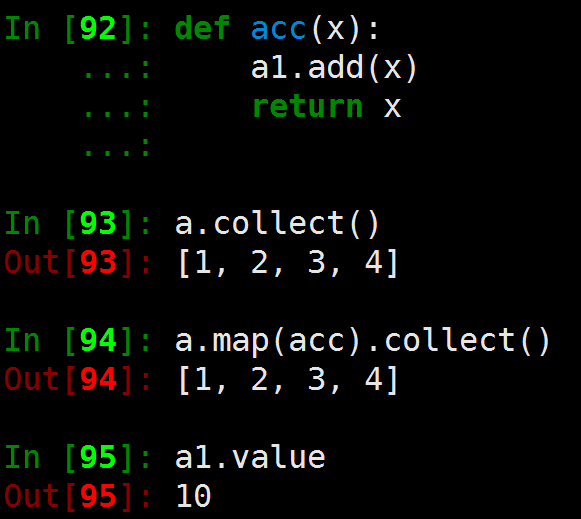 In [92]: def acc(x):
    ...:     a1.add(x)
    ...:     return x
    ...:
In [93]: a.collect()
Out[93]: [1, 2, 3, 4]
In [94]: a.map(acc).collect()
Out[94]: [1, 2, 3, 4]
In [95]: a1.value
Out[95]: 10